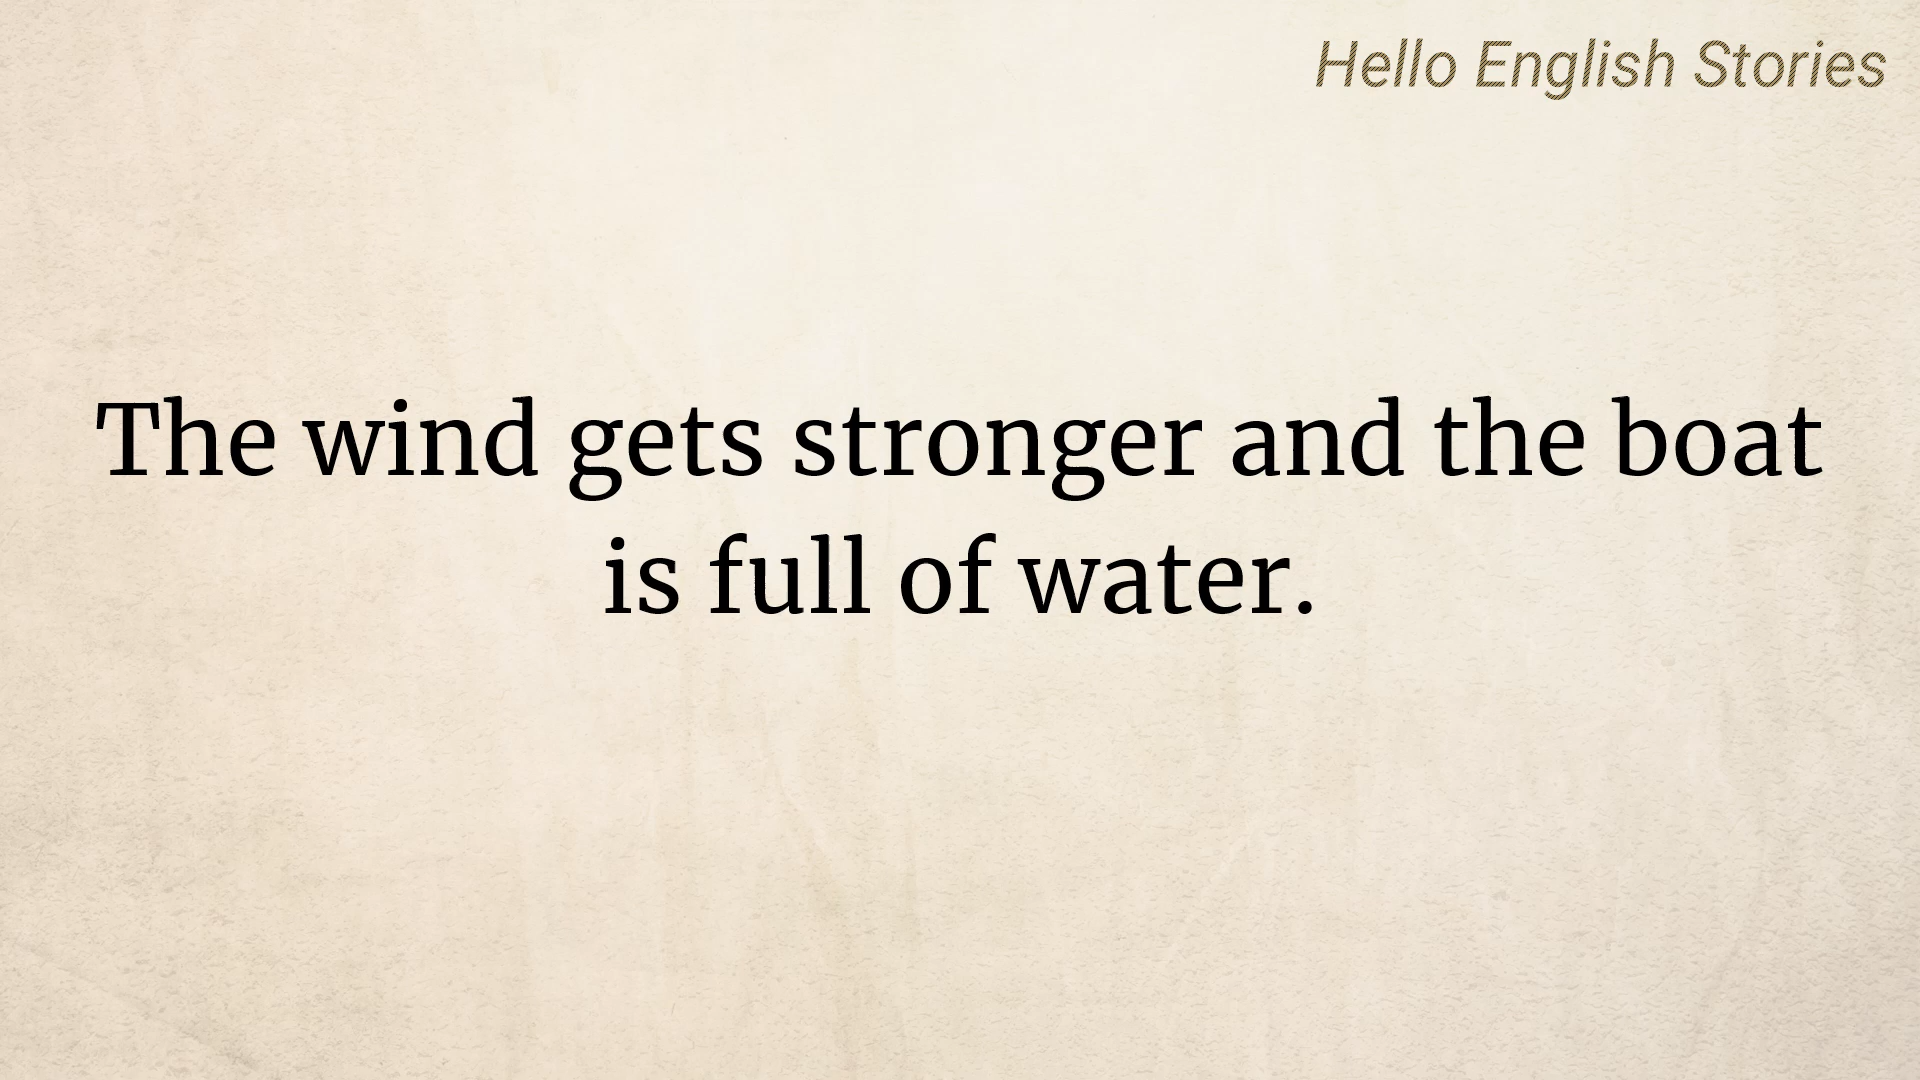 Hello English Stories
The wind gets stronger and the boat
is full of water.